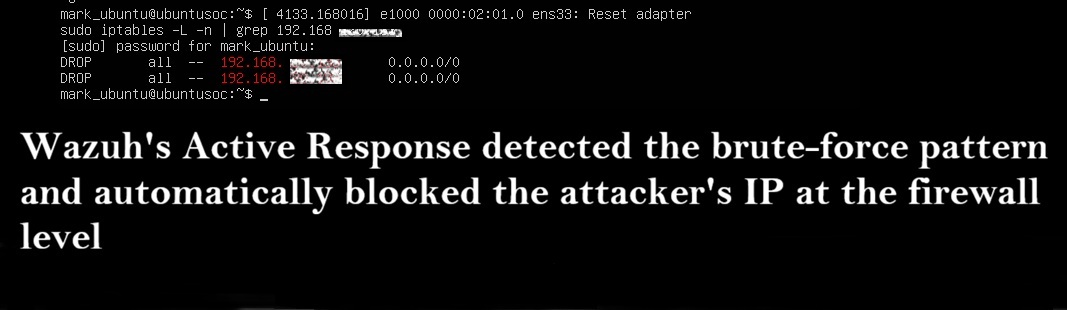 mark_ubuntu@ubuntusoc:~$ [ 4133.168016] e1000 0000:02:01.0 ens33: Reset adapter
sudo iptables -L -n | grep 192.168
[sudo] password for mark_ubuntu:
DROP all -- 192.168. 0.0.0.0/0
DROP all -- 192.168. 0.0.0.0/0
mark_ubuntu@ubuntusoc:~$ _
Wazuh's Active Response detected the brute-force pattern
and automatically blocked the attacker's IP at the firewall
level